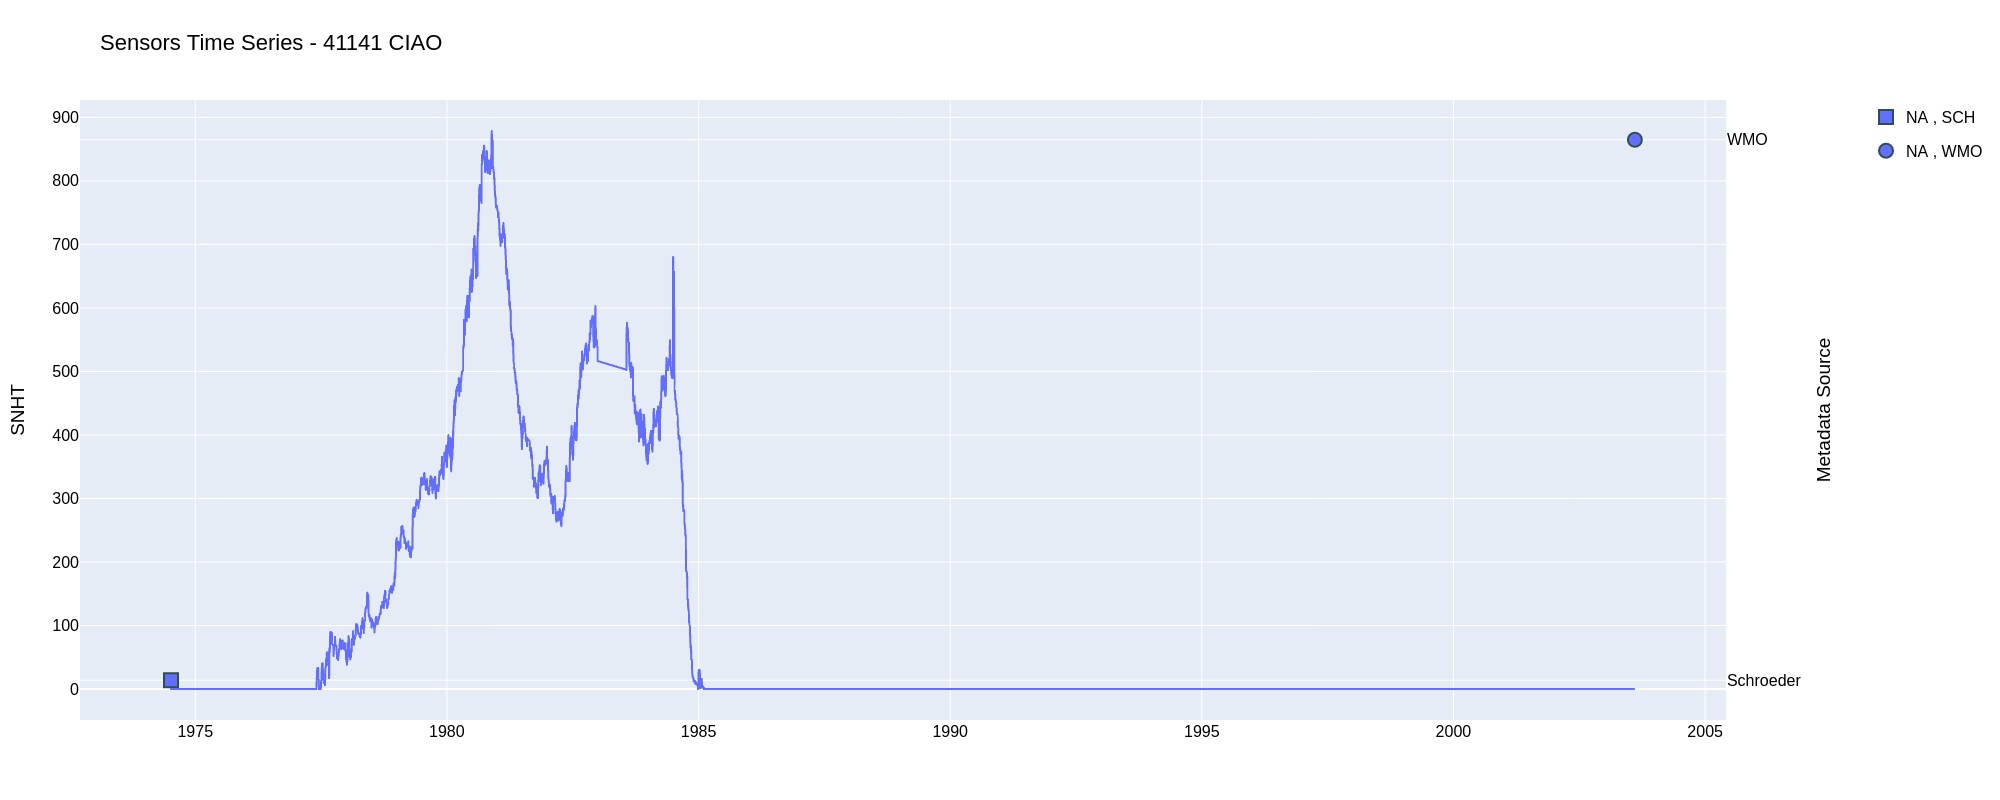 Sensors Time Series - 41141 CIAO
SNHT
900
800
700
600
500
400
300
200
100
0
1975
1980
1985
1990
1995
2000
2005
WMO
Schroeder
Metadata Source
NA , SCH
NA , WMO